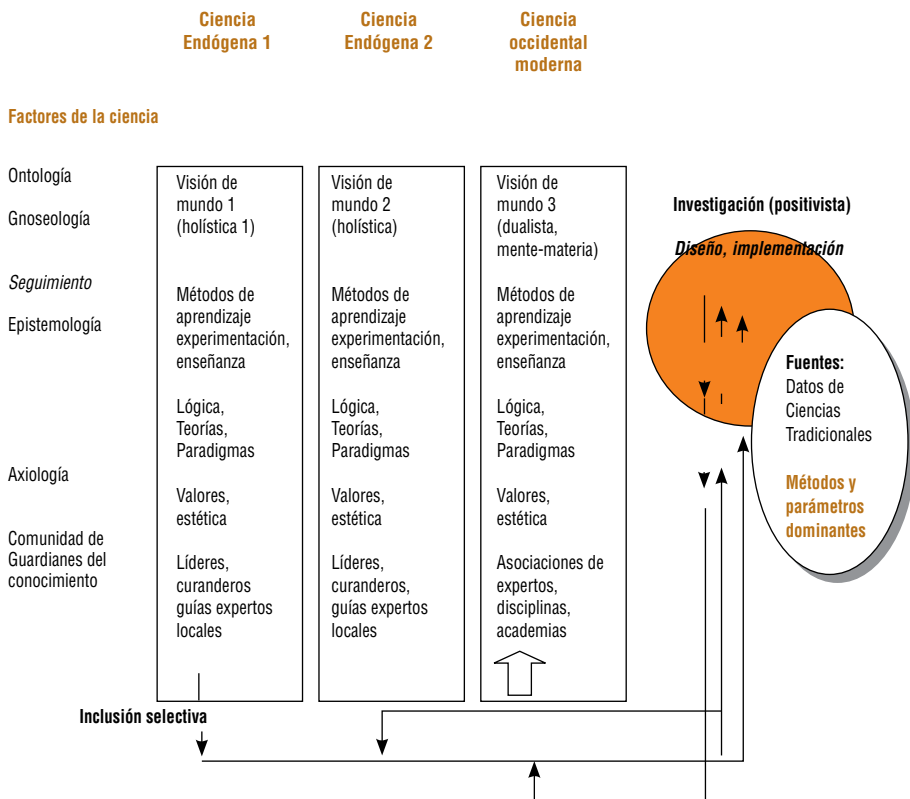 Ciencia
Endógena 1
Ciencia
Endógena 2
Ciencia
occidental
moderna
Factores de la ciencia
Ontología
Gnoseología
Seguimiento
Epistemología
Axiología
Comunidad de
Guardianes del
conocimiento
Visión de
mundo 1
(holística 1)
Métodos de
aprendizaje
experimentación,
enseñanza
Lógica,
Teorías,
Paradigmas
Valores,
estética
Líderes,
curanderos
guías expertos
locales
Visión de
mundo 2
(holística)
Métodos de
aprendizaje
experimentación,
enseñanza
Lógica,
Teorías,
Paradigmas
Valores,
estética
Líderes,
curanderos,
guías expertos
locales
Visión de
mundo 3
(dualista,
mente-materia)
Métodos de
aprendizaje
experimentación,
enseñanza
Lógica,
Teorías,
Paradigmas
Valores,
estética
Asociaciones de
expertos,
disciplinas,
academias
Investigación (positivista)
Diseño, implementación
Fuentes:
Datos de
Ciencias
Tradicionales
Métodos y
parámetros
dominantes
Inclusión selectiva